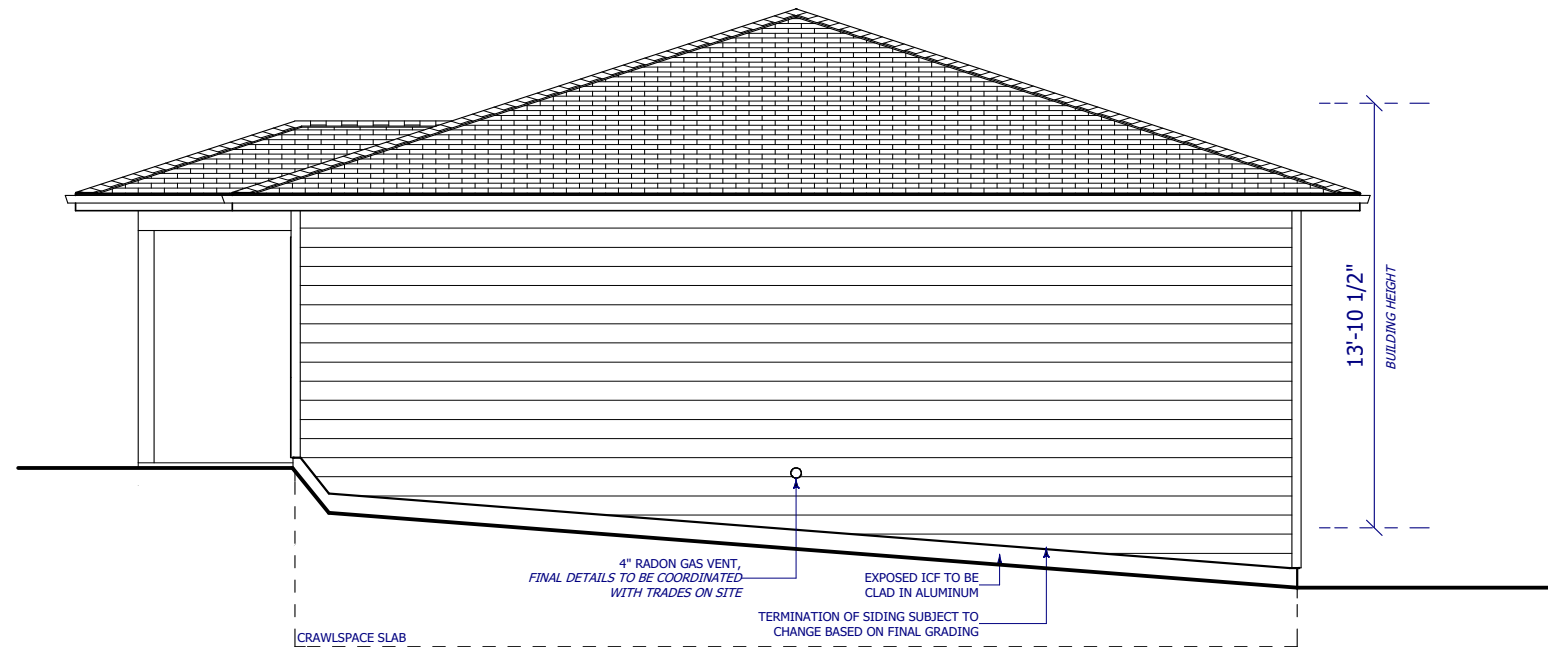 13'-10 1/2"
BUILDING HEIGHT
4" RADON GAS VENT,
FINAL DETAILS TO BE COORDINATED
WITH TRADES ON SITE
EXPOSED ICF TO BE
CLAD IN ALUMINUM
TERMINATION OF SIDING SUBJECT TO
CHANGE BASED ON FINAL GRADING
CRAWLSPACE SLAB